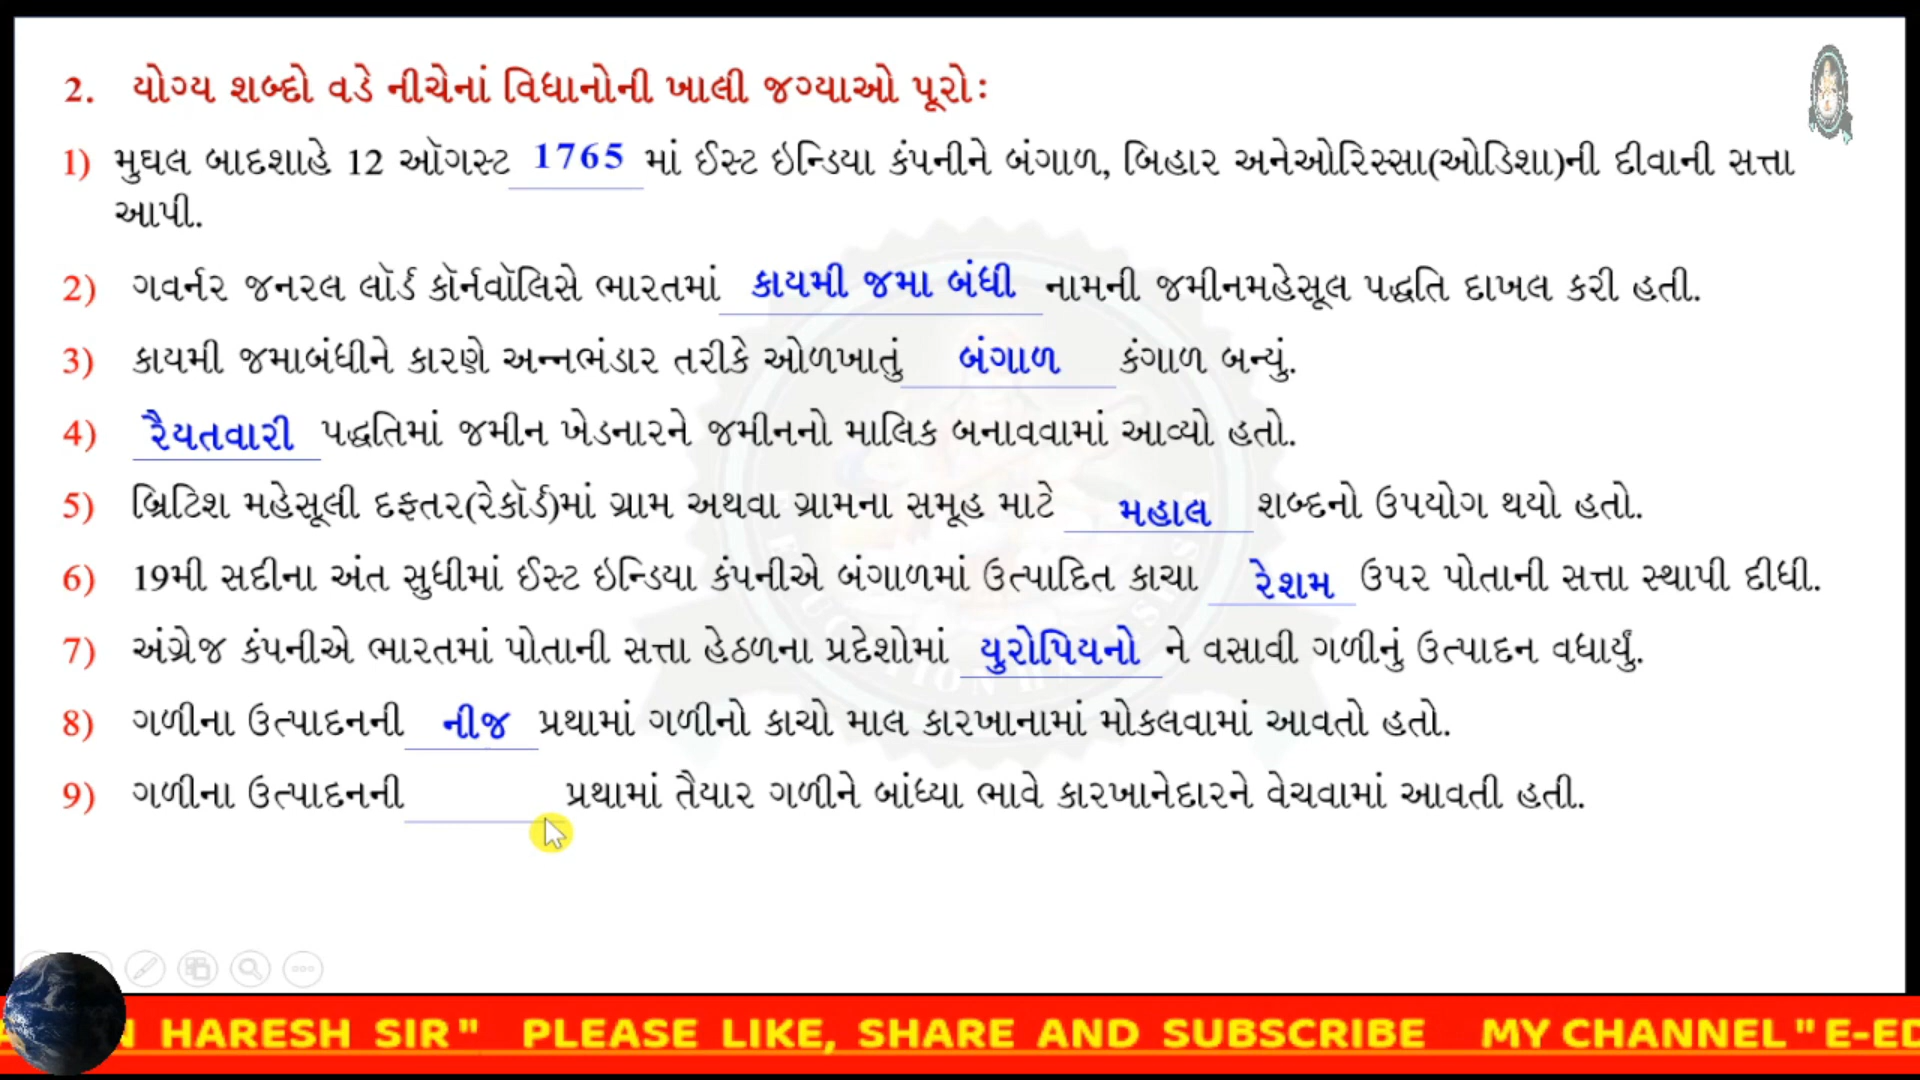 2. યોગ્ય શબ્દો વડે નીચેનાં વિધાનોની ખાલી જગ્યાઓ પૂરોઃ
1) મુઘલ બાદશાહે 12 ઑગસ્ટ 1765 માં ઈસ્ટ ઇન્ડિયા કંપનીને બંગાળ, બિહાર અનેઓરિસ્સા(ઓડિશા)ની દીવાની સત્તા
આપી.
2) ગવર્નર જનરલ લૉર્ડ કૉર્નવૉલિસે ભારતમાં કાયમી જમા બંધી નામની જમીનમહેસૂલ પદ્ધતિ દાખલ કરી હતી.
3) કાયમી જમાબંધીને કારણે અન્નભંડાર તરીકે ઓળખાતું બંગાળ કંગાળ બન્યું.
4) રૈયતવારી પદ્ધતિમાં જમીન ખેડનારને જમીનનો માલિક બનાવવામાં આવ્યો હતો.
5) બ્રિટિશ મહેસૂલી દફતર(રેકૉર્ડ)માં ગ્રામ અથવા ગ્રામના સમૂહ માટે મહાલ શબ્દનો ઉપયોગ થયો હતો.
6) 19મી સદીના અંત સુધીમાં ઈસ્ટ ઇન્ડિયા કંપનીએ બંગાળમાં ઉત્પાદિત કાચા રેશમ ઉપર પોતાની સત્તા સ્થાપી દીધી.
7) અંગ્રેજ કંપનીએ ભારતમાં પોતાની સત્તા હેઠળના પ્રદેશોમાં યુરોપિયનો ને વસાવી ગળીનું ઉત્પાદન વધાર્યું.
8) ગળીના ઉત્પાદનની નીજ પ્રથામાં ગળીનો કાચો માલ કારખાનામાં મોકલવામાં આવતો હતો.
9) ગળીના ઉત્પાદનની ______ પ્રથામાં તૈયાર ગળીને બાંધ્યા ભાવે કારખાનેદારને વેચવામાં આવતી હતી.
HARESH SIR" PLEASE LIKE, SHARE AND SUBSCRIBE MY CHANNEL "E-ED